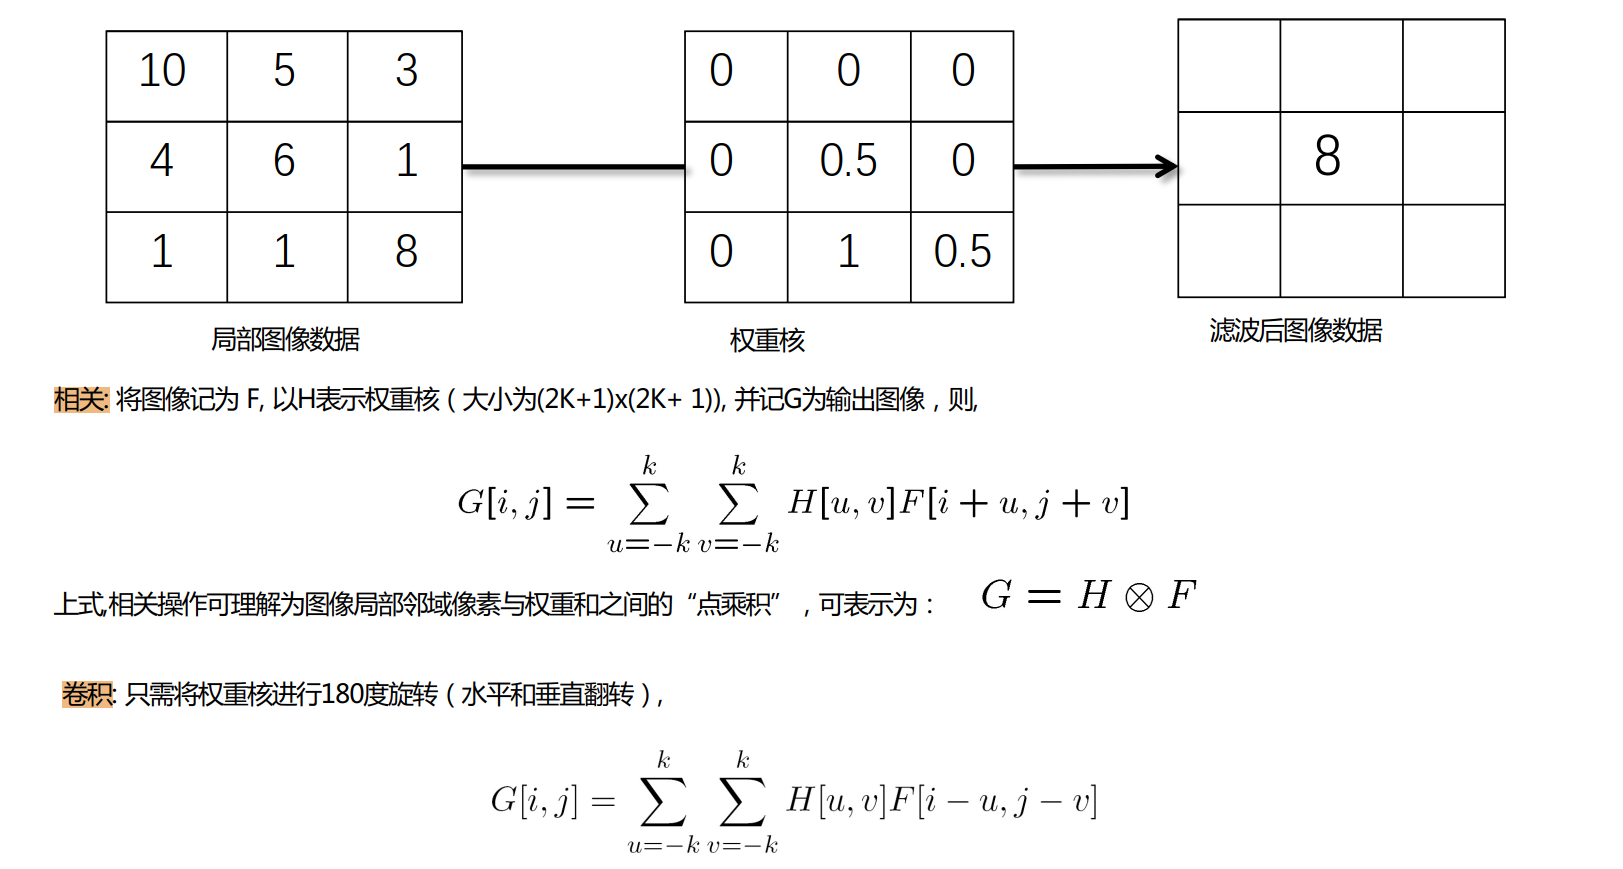 10 5 3
4 6 1
1 1 8
0 0 0
0 0.5 0
0 1 0.5
8
局部图像数据
权重核
滤波后图像数据
相关: 将图像记为 F, 以H表示权重核（大小为(2K+1)x(2K+ 1)), 并记G为输出图像，则,
G[i, j] = \sum_{u=-k}^{k} \sum_{v=-k}^{k} H[u, v]F[i + u, j + v]
上式,相关操作可理解为图像局部邻域像素与权重和之间的“点乘积”，可表示为： G = H ⊗ F
卷积: 只需将权重核进行180度旋转（水平和垂直翻转）,
G[i, j] = \sum_{u=-k}^{k} \sum_{v=-k}^{k} H[u, v]F[i − u, j − v]